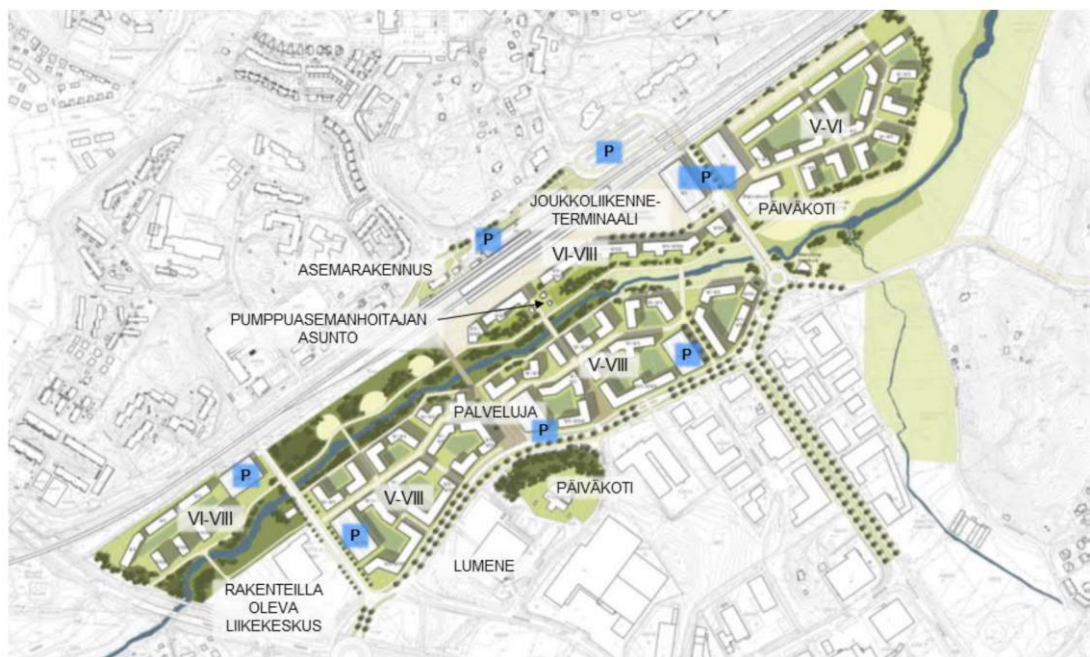 V-VI
P
P
JOUKKOLIIKENNE-
TERMINAALI
PÄIVÄKOTI
P
VI-VIII
ASEMARAKENNUS
PUMPPUASEMANHOITAJAN
ASUNTO
P
V-VIII
PALVELUJA
P
P
V-VIII
PÄIVÄKOTI
VI-VIII
P
LUMENE
RAKENTEILLA
OLEVA
LIIKEKESKUS